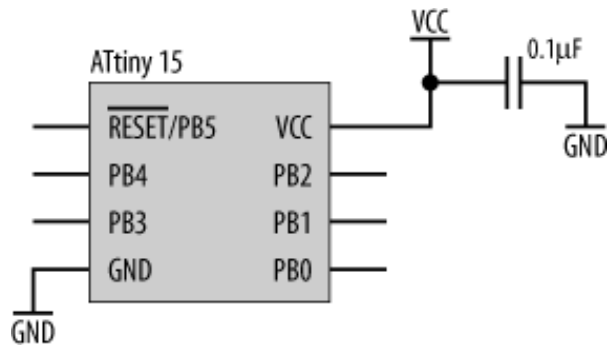 VCC
0.1μF
ATtiny 15
RESET/PB5 VCC
GND
PB4 PB2
PB3 PB1
GND PB0
GND